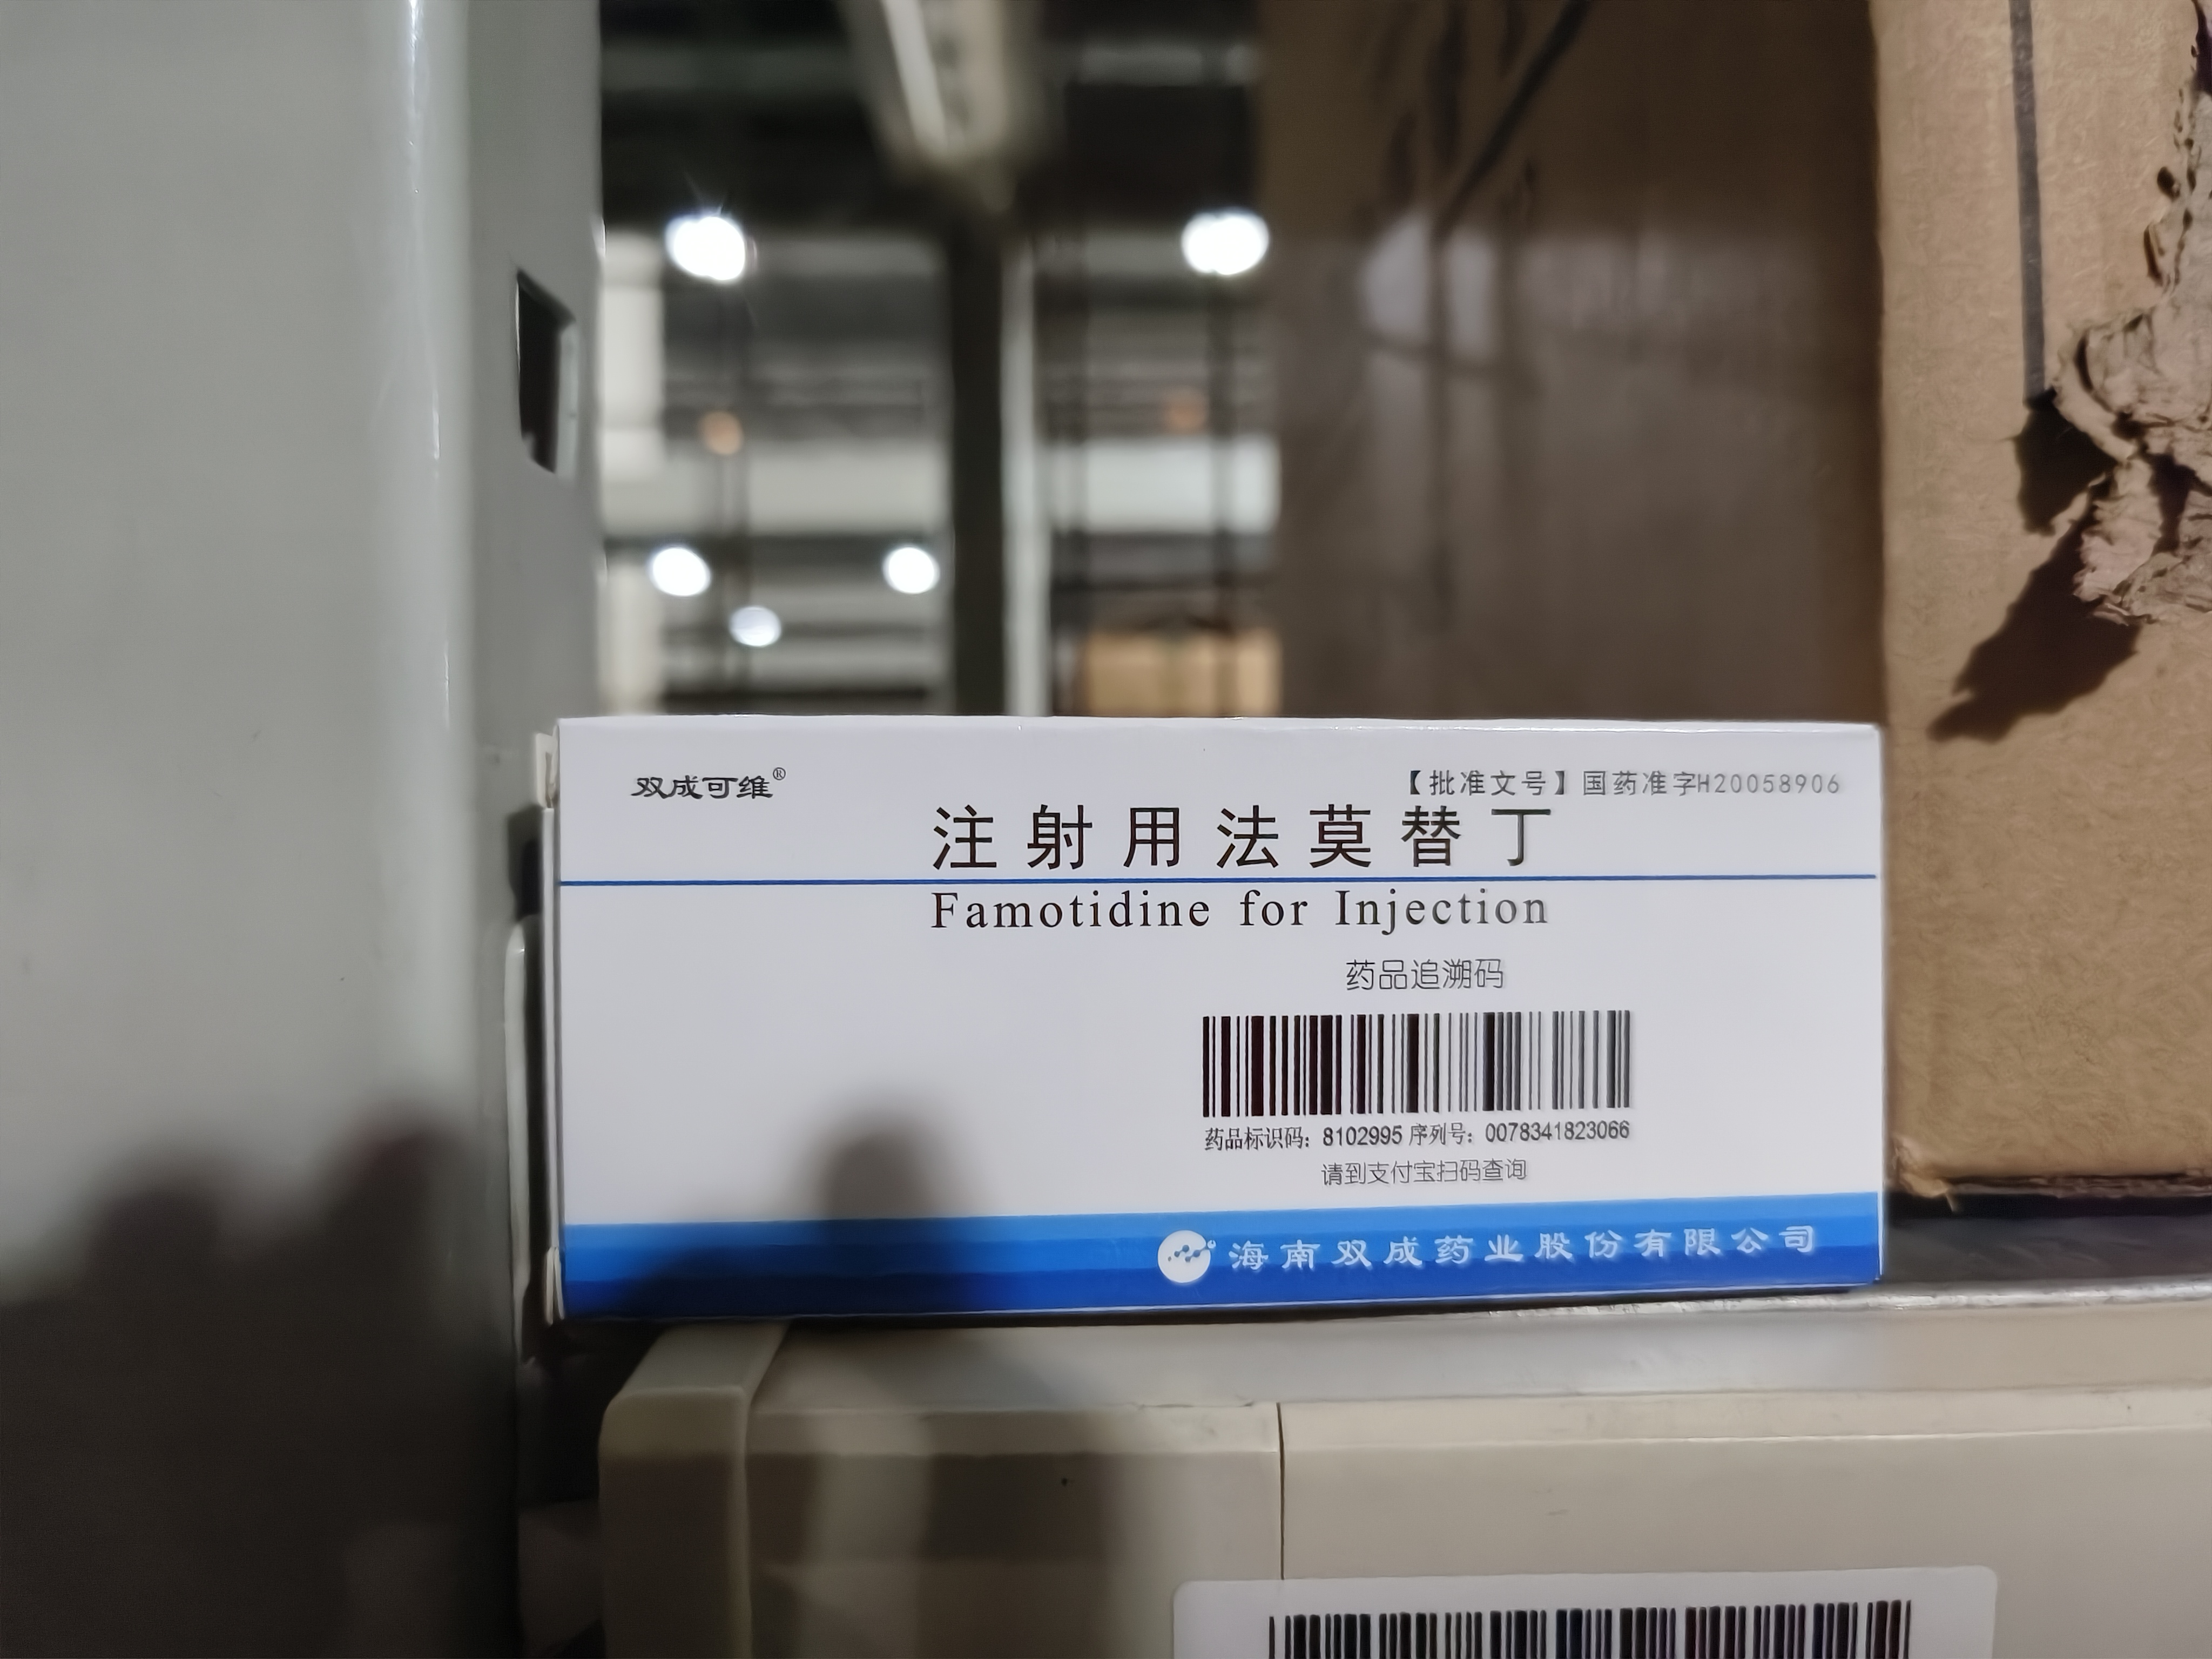 双成可维®
【批准文号】国药准字H20058906
注射用法莫替丁
Famotidine for Injection
药品追溯码
药品标识码：8102995 序列号：0078341823066
请到支付宝扫码查询
海南双成药业股份有限公司